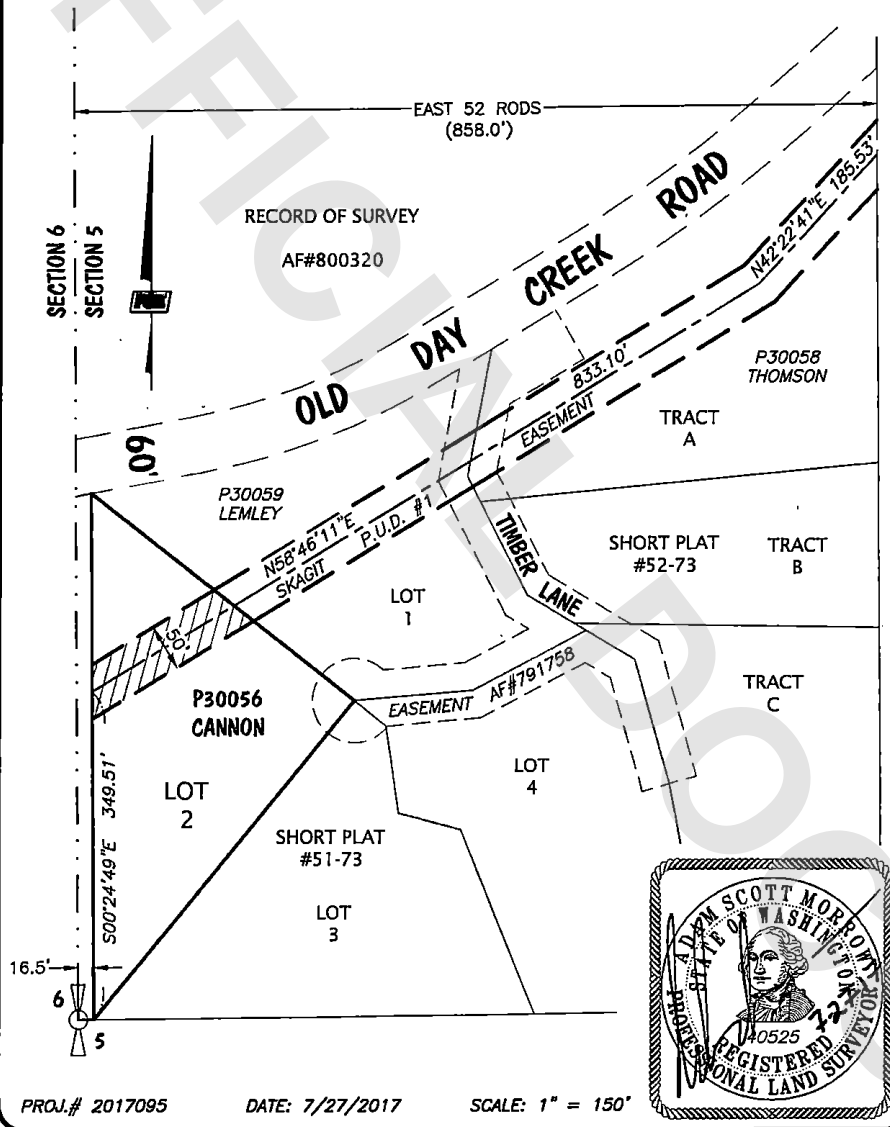 UNOFFICIAL DOC
EAST 52 RODS
(858.0')
RECORD OF SURVEY
AF#800320
SECTION 6
SECTION 5
OLD DAY CREEK ROAD
60'
N42°22'41"E 185.53'
833.10'
EASEMENT
P30058
THOMSON
TRACT
A
P30059
LEMLEY
N58°46'11"E
SKAGIT P.U.D. #1
TIMBER LANE
SHORT PLAT
#52-73
TRACT
B
LOT
1
50'
P30056
CANNON
EASEMENT AF#791758
TRACT
C
LOT
2
LOT
4
S00°24'49"E 349.51'
SHORT PLAT
#51-73
LOT
3
16.5'
6
5
ADAM SCOTT MORROW
STATE OF WASHINGTON
40525
REGISTERED
PROFESSIONAL LAND SURVEYOR
PROJ.# 2017095 DATE: 7/27/2017 SCALE: 1" = 150'